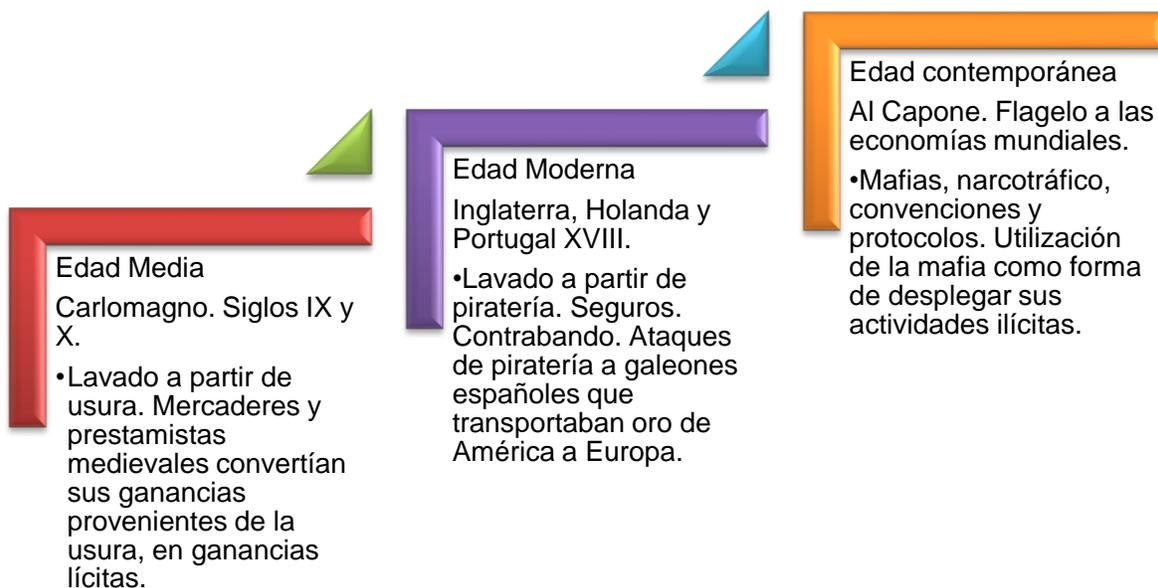 Edad Media
Carlomagno. Siglos IX y
X.
•Lavado a partir de
usura. Mercaderes y
prestamistas
medievales convertían
sus ganancias
provenientes de la
usura, en ganancias
lícitas.
Edad Moderna
Inglaterra, Holanda y
Portugal XVIII.
•Lavado a partir de
piratería. Seguros.
Contrabando. Ataques
de piratería a galeones
españoles que
transportaban oro de
América a Europa.
Edad contemporánea
Al Capone. Flagelo a las
economías mundiales.
•Mafias, narcotráfico,
convenciones y
protocolos. Utilización
de la mafia como forma
de desplegar sus
actividades ilícitas.